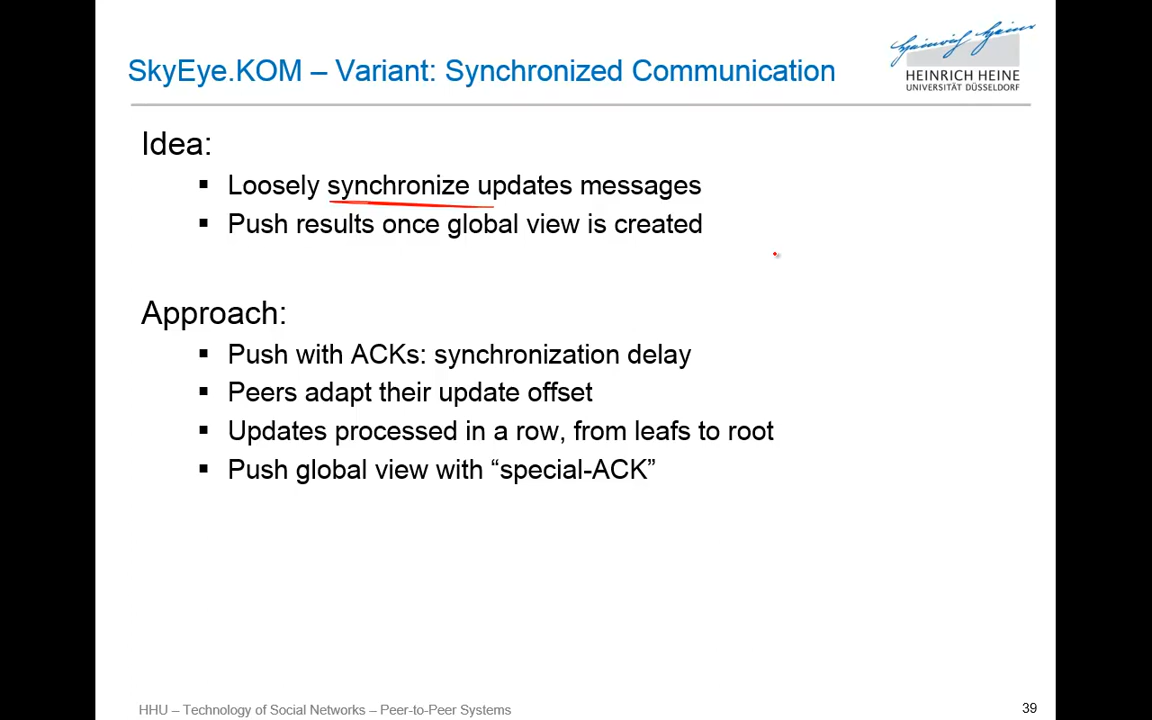 SkyEye.KOM – Variant: Synchronized Communication
Heinrich Heine
HEINRICH HEINE
UNIVERSITÄT DÜSSELDORF
Idea:
▪ Loosely synchronize updates messages
▪ Push results once global view is created
Approach:
▪ Push with ACKs: synchronization delay
▪ Peers adapt their update offset
▪ Updates processed in a row, from leafs to root
▪ Push global view with “special-ACK”
HHU – Technology of Social Networks – Peer-to-Peer Systems
39